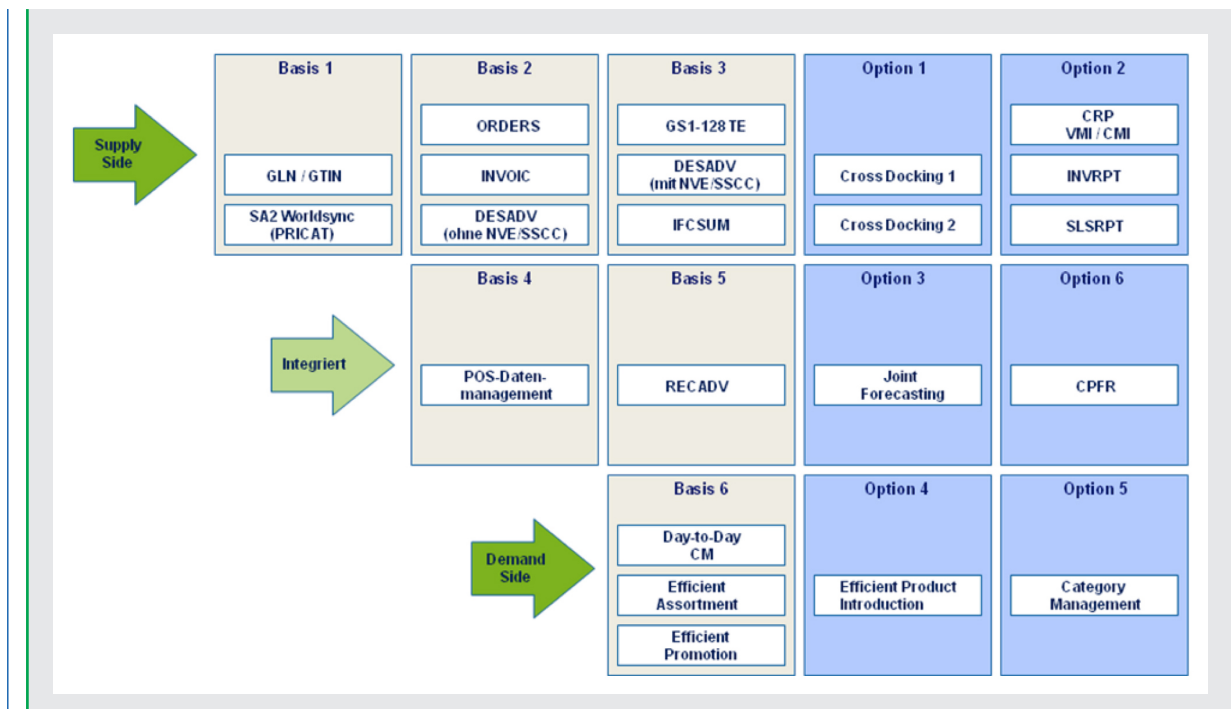 Basis 1
Basis 2
Basis 3
Option 1
Option 2
Supply
Side
GLN / GTIN
SA2 Worldsync
(PRICAT)
ORDERS
INVOIC
DESADV
(ohne NVE/SSCC)
GS1-128 TE
DESADV
(mit NVE/SSCC)
IFCSUM
Cross Docking 1
Cross Docking 2
CRP
VMI / CMI
INVRPT
SLSRPT
Basis 4
Basis 5
Option 3
Option 6
Integriert
POS-Daten-
management
RECADV
Joint
Forecasting
CPFR
Basis 6
Option 4
Option 5
Demand
Side
Day-to-Day
CM
Efficient
Assortment
Efficient
Promotion
Efficient Product
Introduction
Category
Management